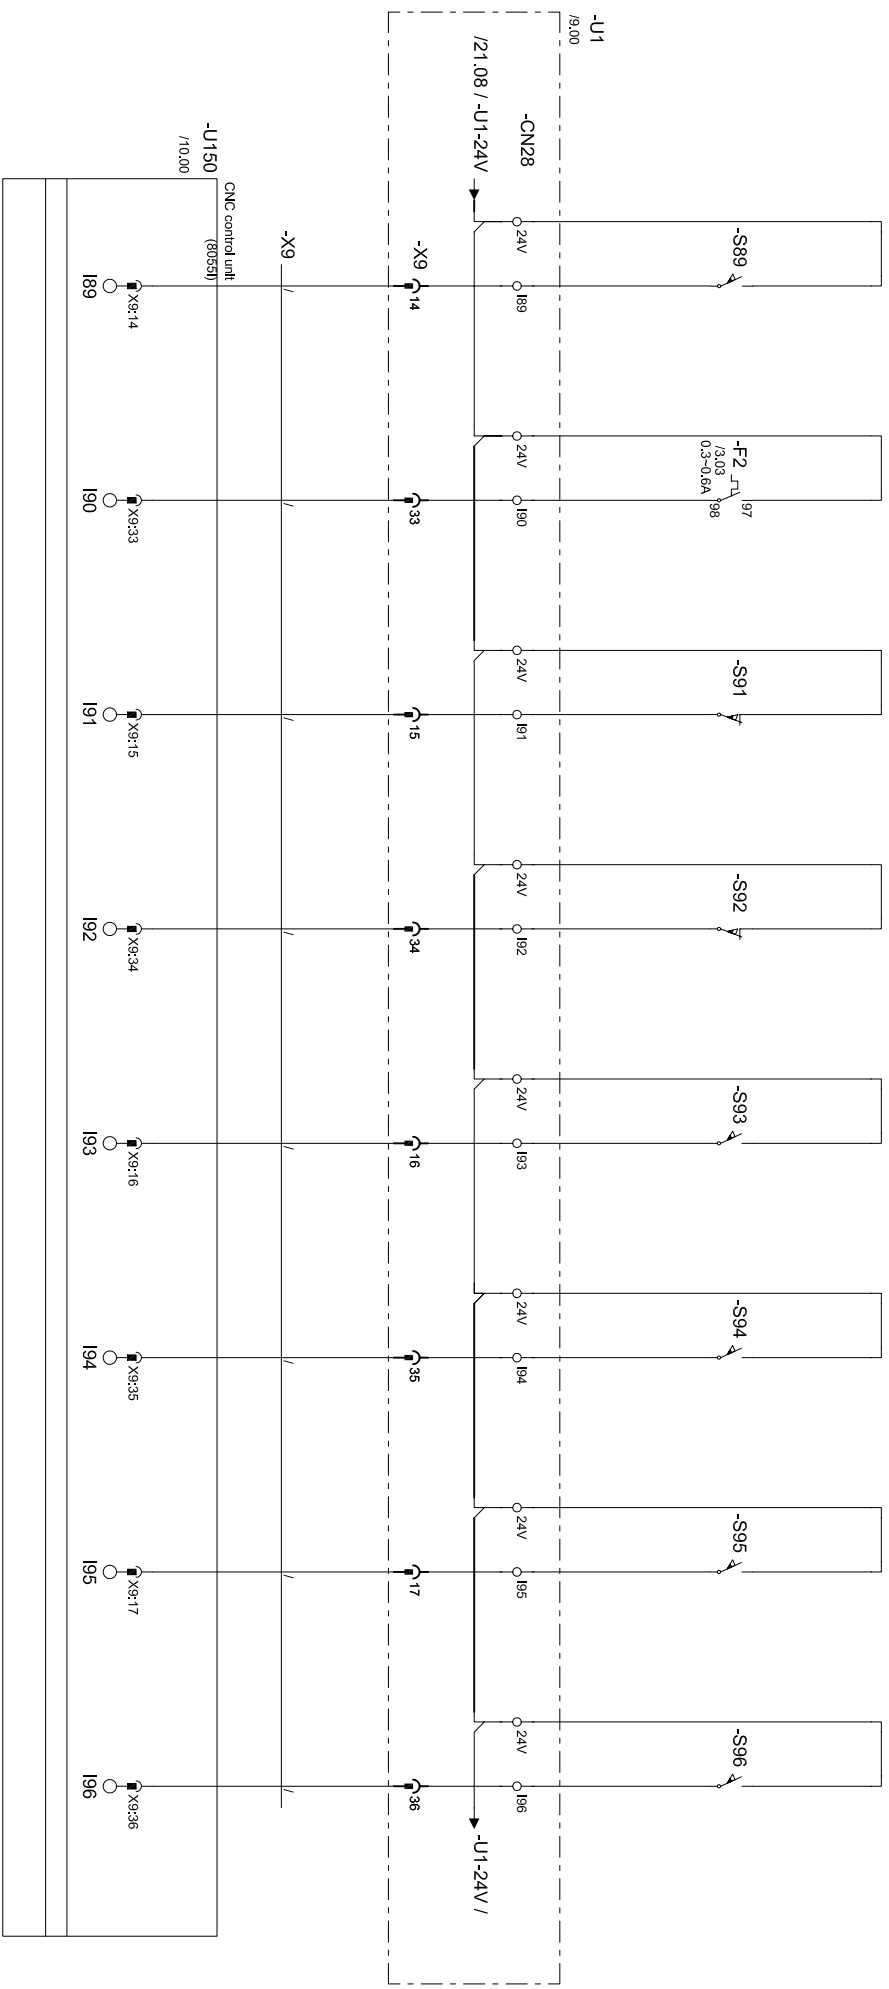 -U1
/9.00
-S89
-F2
/3.03
0.3~0.6A
97
98
-S91
-S92
-S93
-S94
-S95
-S96
-CN28
24V
I89
24V
I90
24V
I91
24V
I92
24V
I93
24V
I94
24V
I95
24V
I96
/21.08 / -U1-24V
-U1-24V /
-X9
14
33
15
34
16
35
17
36
-X9
-U150
/10.00
CNC control unit
(8055I)
X9:14
X9:33
X9:15
X9:34
X9:16
X9:35
X9:17
X9:36
I89
I90
I91
I92
I93
I94
I95
I96